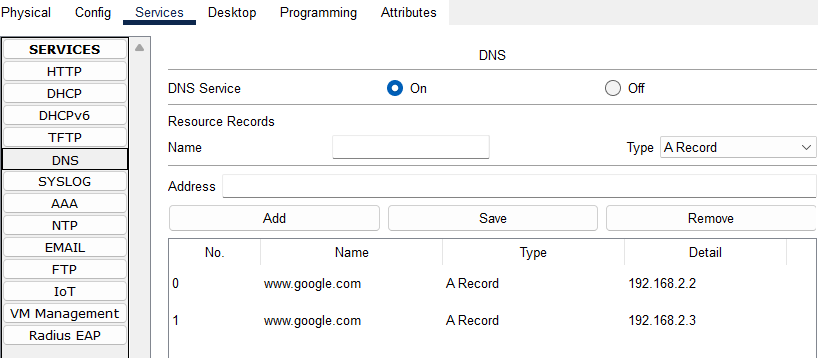 Physical Config Services Desktop Programming Attributes
SERVICES
HTTP
DHCP
DHCPv6
TFTP
DNS
SYSLOG
AAA
NTP
EMAIL
FTP
IoT
VM Management
Radius EAP
DNS
DNS Service On Off
Resource Records
Name Type A Record
Address
Add Save Remove
No. Name Type Detail
0 www.google.com A Record 192.168.2.2
1 www.google.com A Record 192.168.2.3